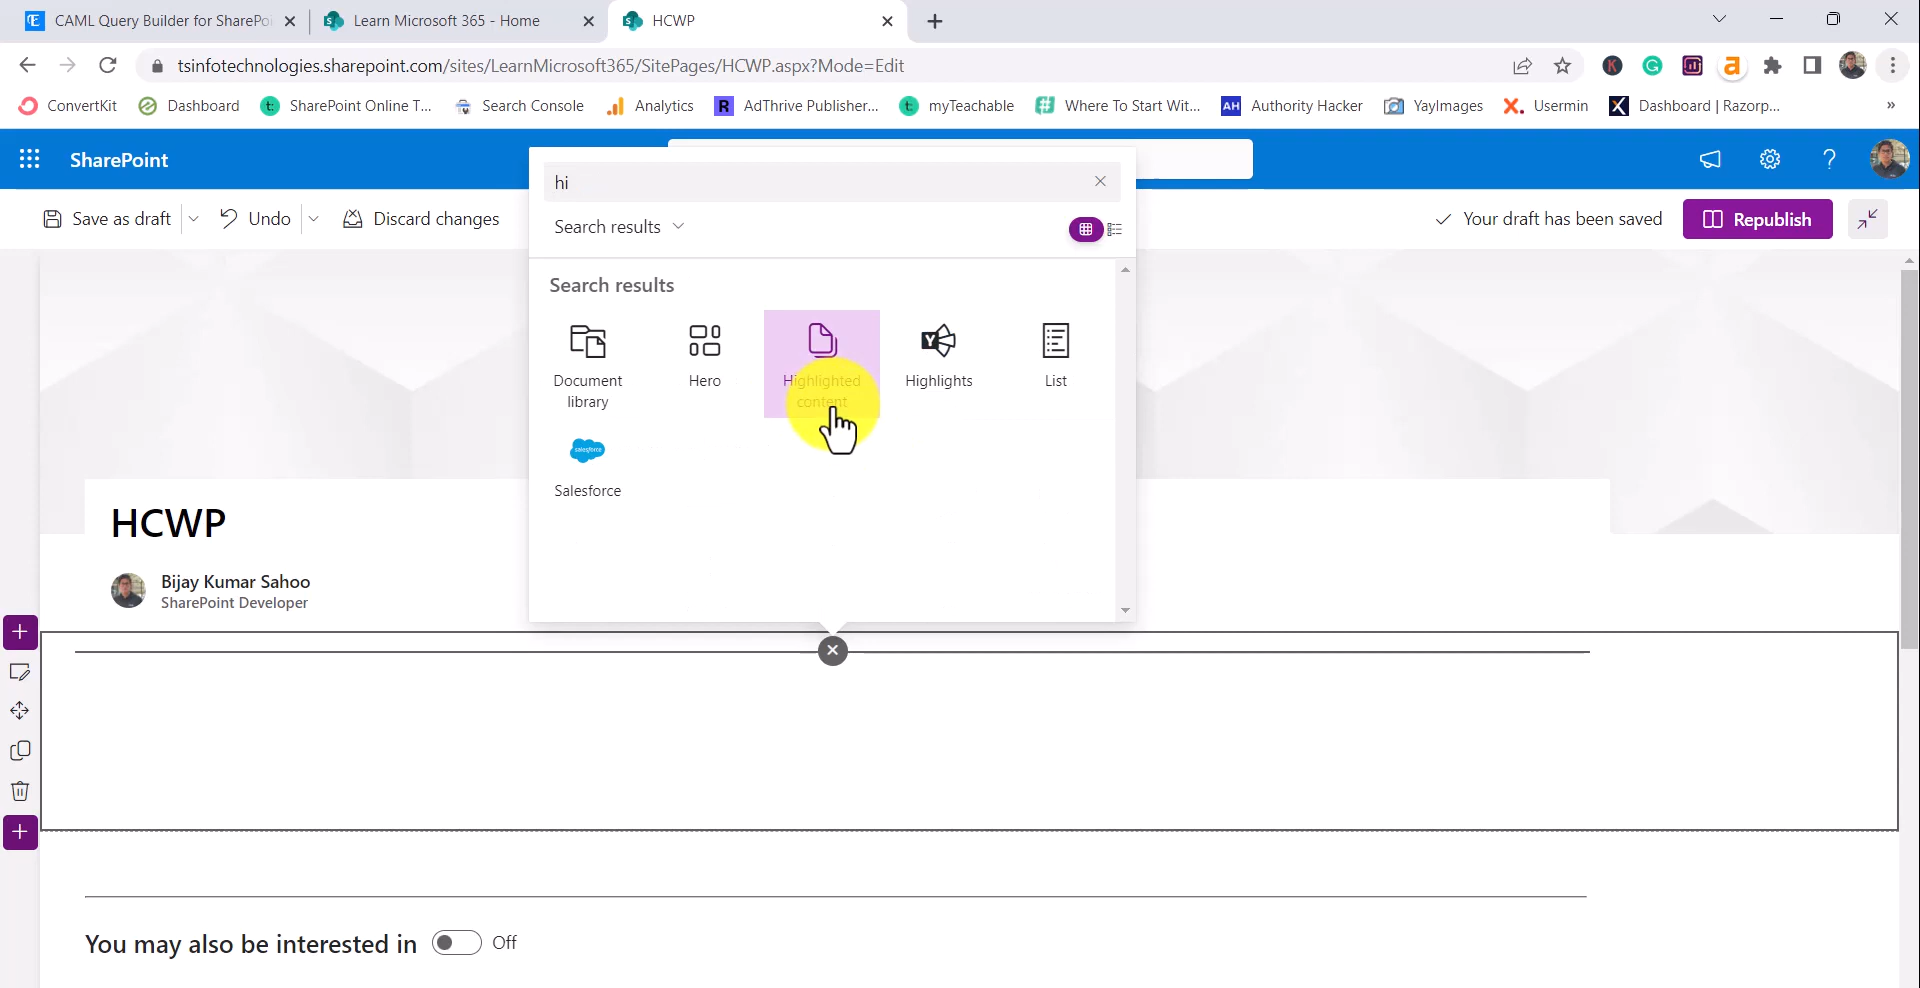 CAML Query Builder for SharePoi
Learn Microsoft 365 - Home
HCWP
tsinfotechnologies.sharepoint.com/sites/LearnMicrosoft365/SitePages/HCWP.aspx?Mode=Edit
ConvertKit
Dashboard
SharePoint Online T...
Search Console
Analytics
AdThrive Publisher...
myTeachable
Where To Start Wit...
AH Authority Hacker
YayImages
Usermin
Dashboard | Razorp...
SharePoint
hi
Save as draft
Undo
Discard changes
Search results
Your draft has been saved
Republish
Search results
Document library
Hero
Highlighted content
Highlights
List
salesforce
Salesforce
HCWP
Bijay Kumar Sahoo
SharePoint Developer
You may also be interested in
Off